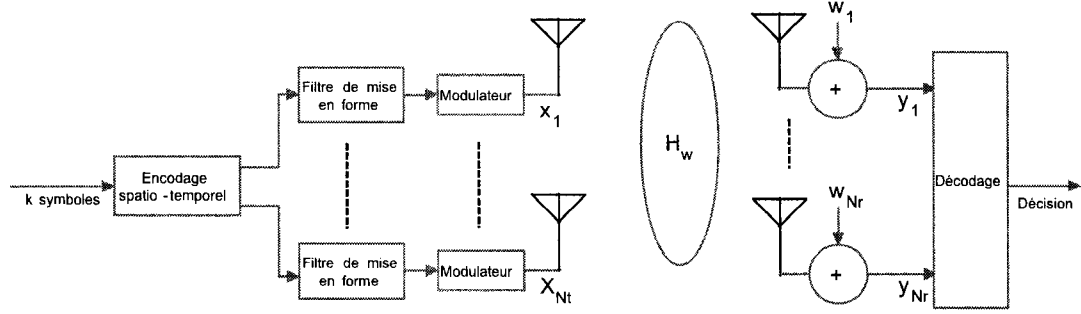 k symboles
Encodage
spatio - temporel
Filtre de mise
en forme
Modulateur
x1
Filtre de mise
en forme
Modulateur
XNt
Hw
w1
+
y1
wNr
+
yNr
Décodage
Décision